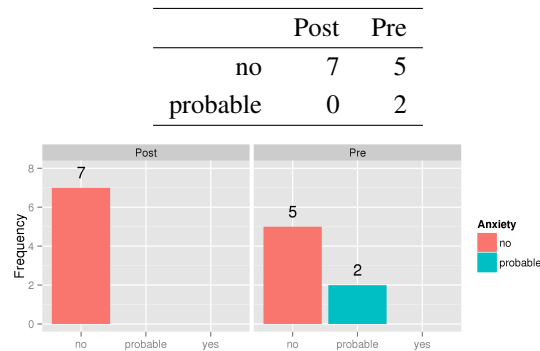 Post Pre
no 7 5
probable 0 2
Post Pre
8
6
4
2
0
Frequency
7
5
2
no probable yes no probable yes
Anxiety
no
probable